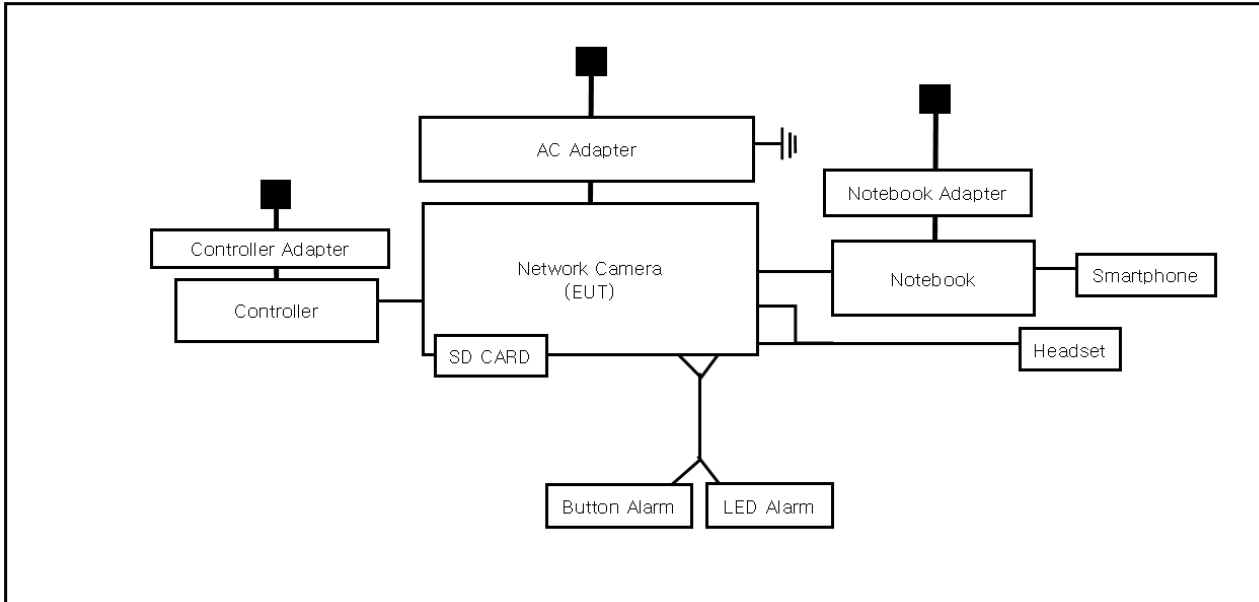 AC Adapter
Notebook Adapter
Controller Adapter
Network Camera
(EUT)
Notebook
Smartphone
Controller
SD CARD
Headset
Button Alarm
LED Alarm